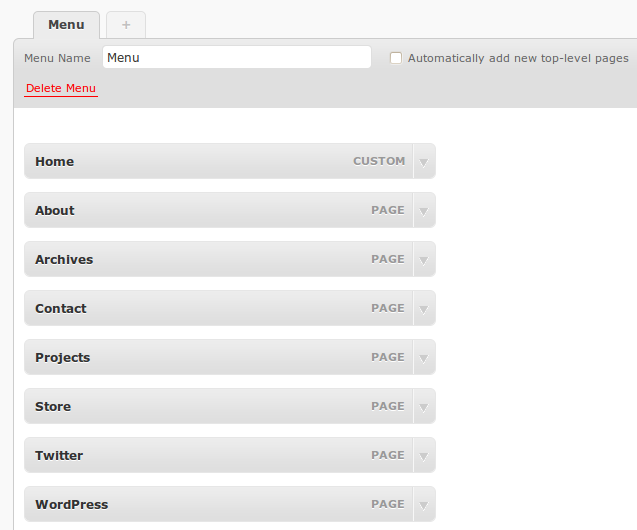 Menu +
Menu Name Menu Automatically add new top-level pages
Delete Menu
Home CUSTOM
About PAGE
Archives PAGE
Contact PAGE
Projects PAGE
Store PAGE
Twitter PAGE
WordPress PAGE